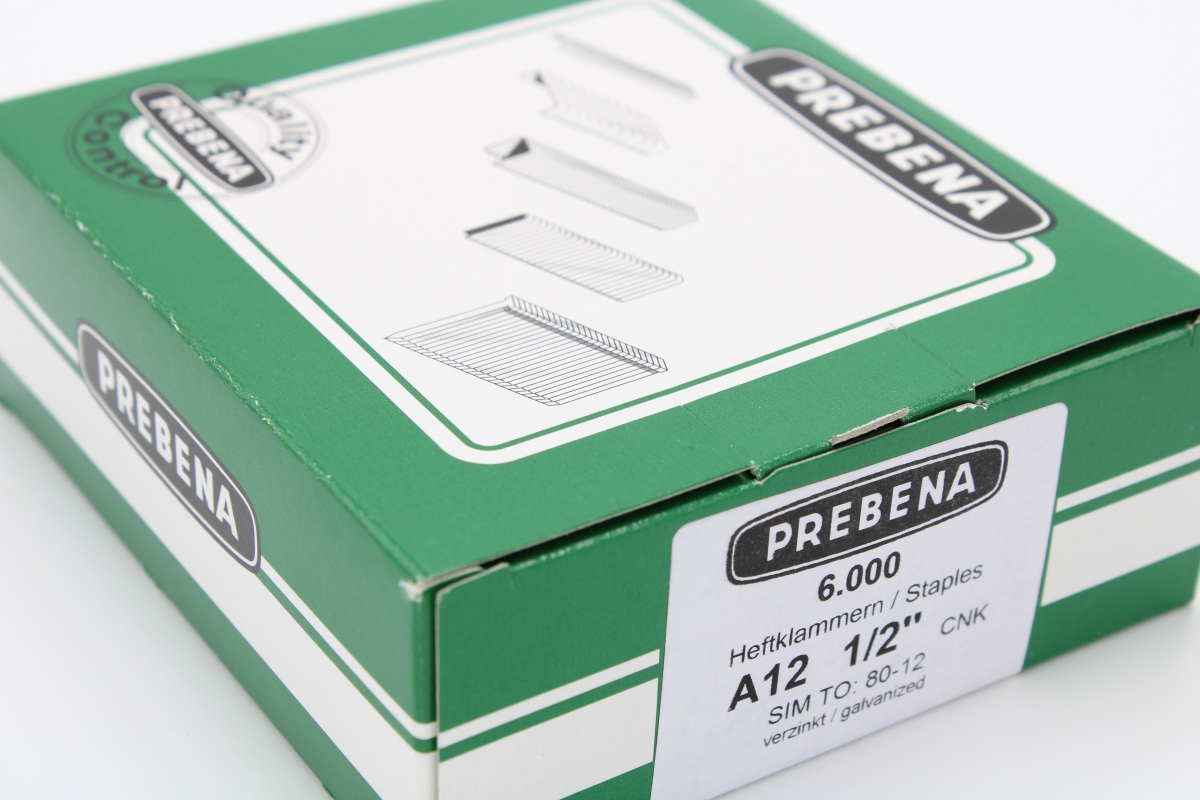 PREBENA
Quality
PREBENA
Control
PREBENA
PREBENA
6.000
Heftklammern / Staples
A12 1/2" CNK
SIM TO: 80-12
verzinkt / galvanized